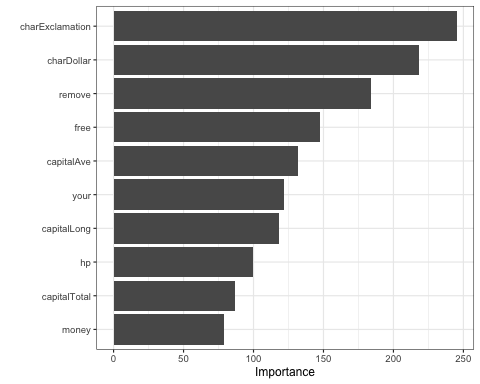 charExclamation
charDollar
remove
free
capitalAve
your
capitalLong
hp
capitalTotal
money
0 50 100 150 200 250
Importance